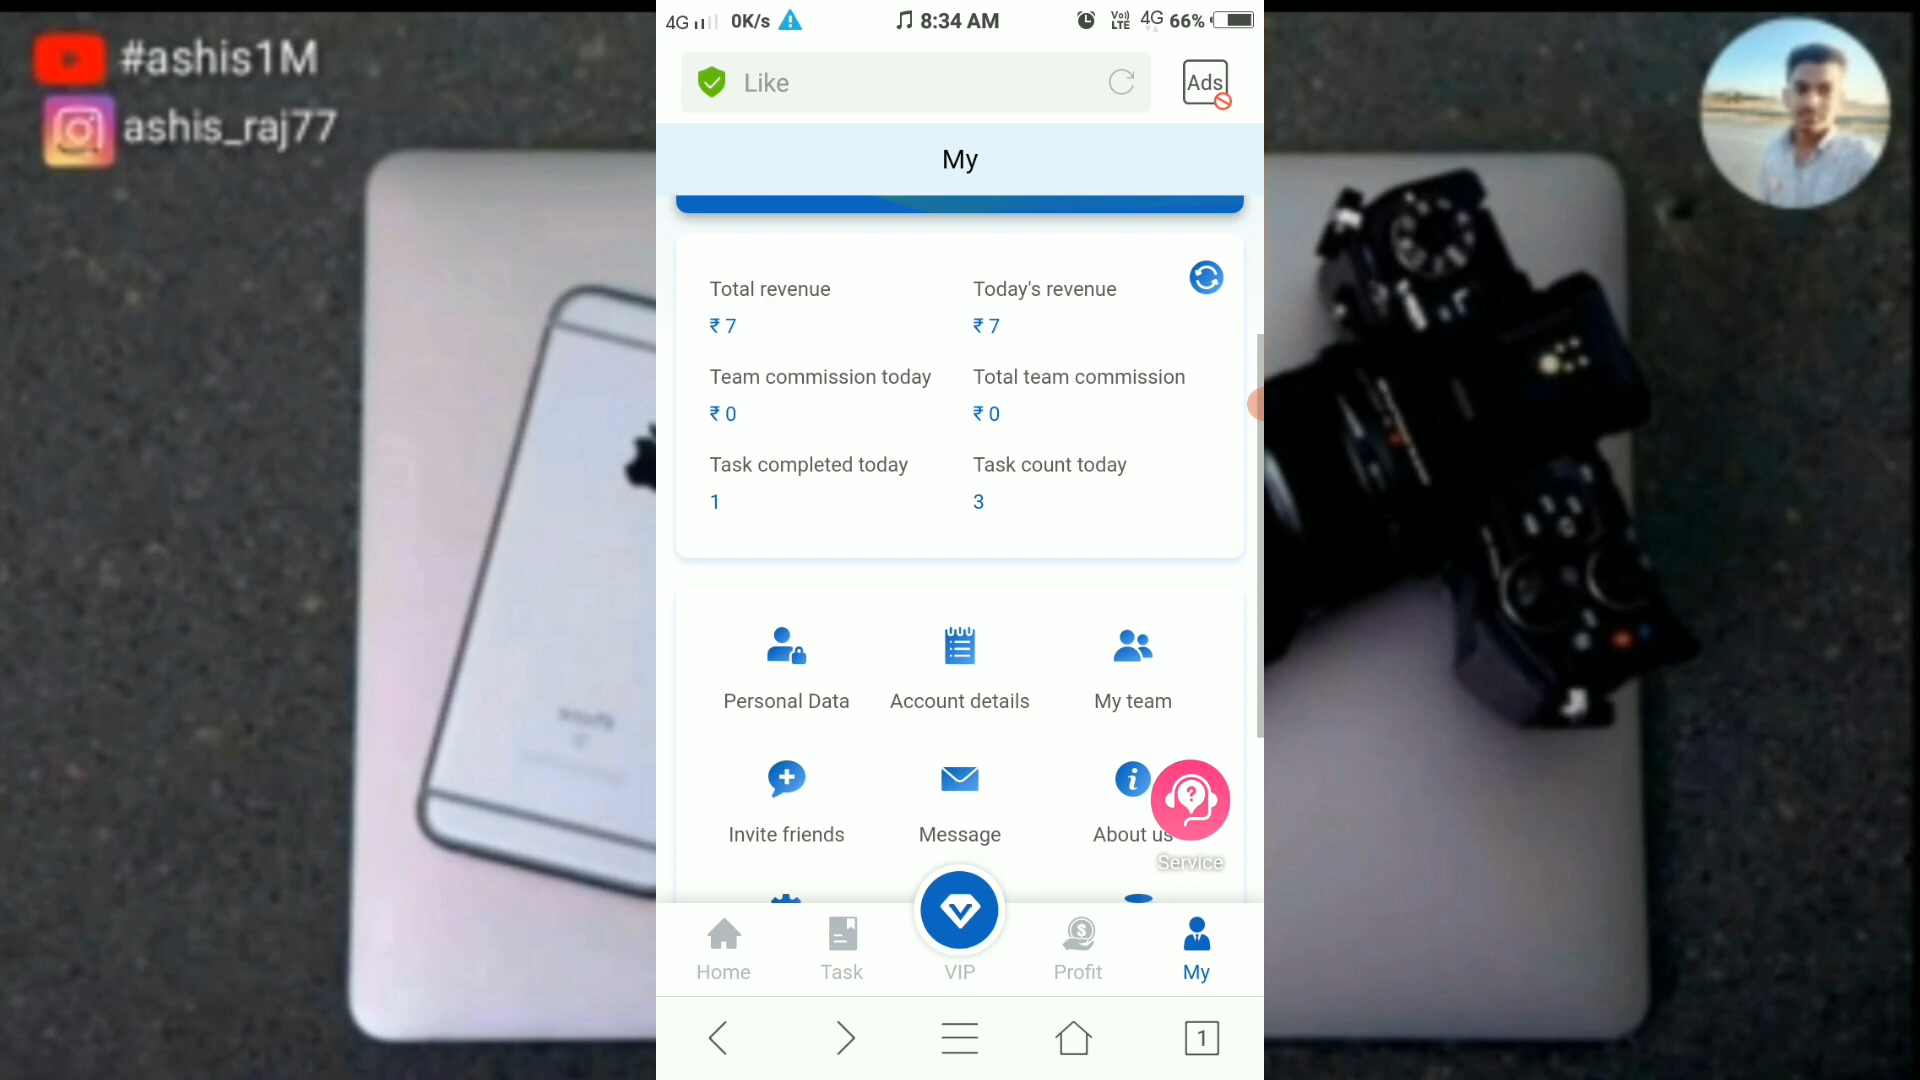 #ashis1M
ashis_raj77
4G 0K/s 8:34 AM Vo)) LTE 4G 66%
Like
Ads
My
Total revenue
Today's revenue
₹ 7
₹ 7
Team commission today
Total team commission
₹ 0
₹ 0
Task completed today
Task count today
1
3
Personal Data
Account details
My team
Invite friends
Message
About us
Service
Home
Task
VIP
Profit
My
1